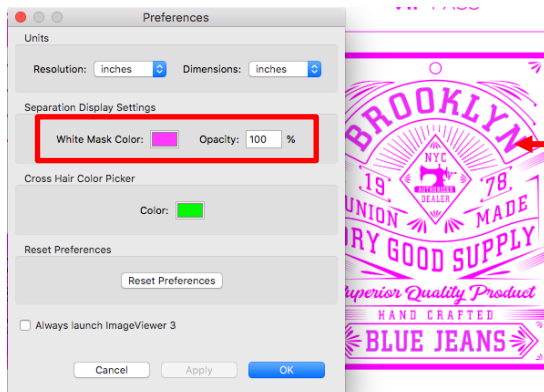 Preferences
Units
Resolution: inches Dimensions: inches
Separation Display Settings
White Mask Color: Opacity: 100 %
Cross Hair Color Picker
Color:
Reset Preferences
Reset Preferences
Always launch ImageViewer 3
Cancel Apply OK
BROOKLYN
NYC
19 78
AUTHORIZED
DEALER
UNION MADE
DRY GOOD SUPPLY
Superior Quality Product
HAND CRAFTED
BLUE JEANS